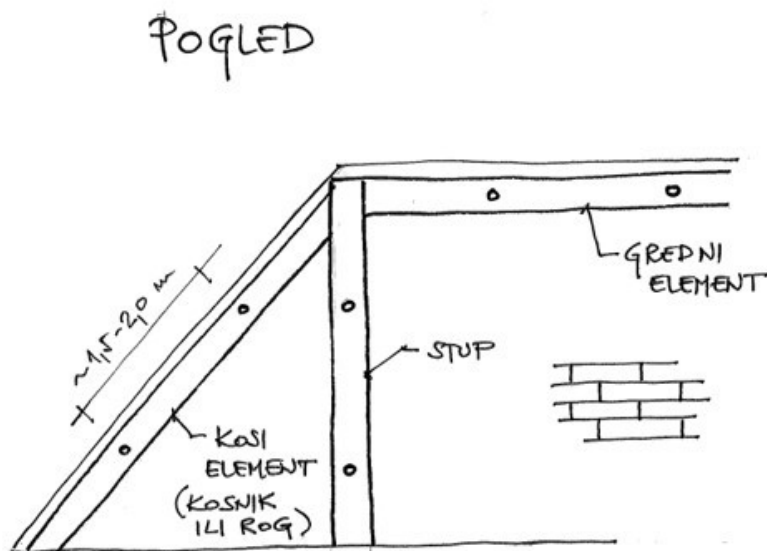 POGLED
~1,5-2,0 m
GREDNI
ELEMENT
STUP
KOSI
ELEMENT
(KOSNIK
ILI ROG)